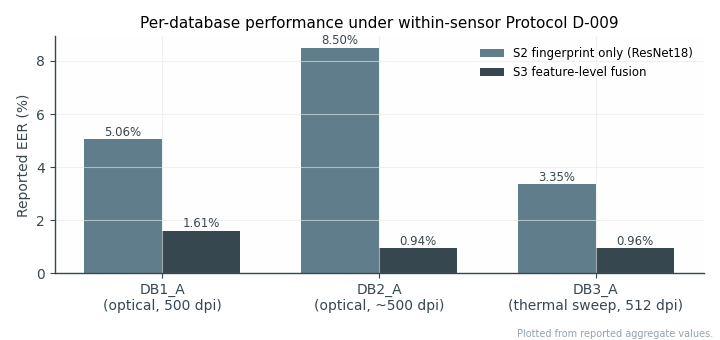 Per-database performance under within-sensor Protocol D-009
S2 fingerprint only (ResNet18)
S3 feature-level fusion
Reported EER (%)
8
6
4
2
0
5.06%
1.61%
8.50%
0.94%
3.35%
0.96%
DB1_A
(optical, 500 dpi)
DB2_A
(optical, ~500 dpi)
DB3_A
(thermal sweep, 512 dpi)
Plotted from reported aggregate values.